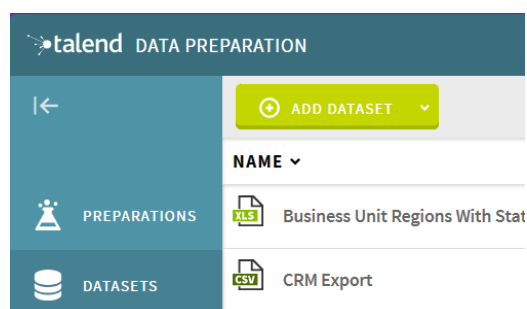 talend DATA PREPARATION
ADD DATASET
NAME
PREPARATIONS
XLS Business Unit Regions With Stat
DATASETS
CSV CRM Export